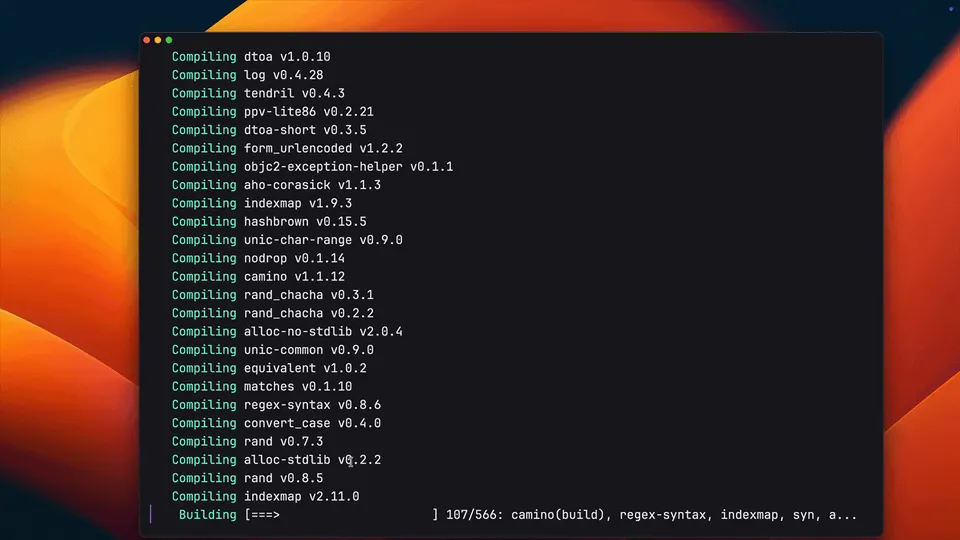 Compiling dtoa v1.0.10
Compiling log v0.4.28
Compiling tendril v0.4.3
Compiling ppv-lite86 v0.2.21
Compiling dtoa-short v0.3.5
Compiling form_urlencoded v1.2.2
Compiling objc2-exception-helper v0.1.1
Compiling aho-corasick v1.1.3
Compiling indexmap v1.9.3
Compiling hashbrown v0.15.5
Compiling unic-char-range v0.9.0
Compiling nodrop v0.1.14
Compiling camino v1.1.12
Compiling rand_chacha v0.3.1
Compiling rand_chacha v0.2.2
Compiling alloc-no-stdlib v2.0.4
Compiling unic-common v0.9.0
Compiling equivalent v1.0.2
Compiling matches v0.1.10
Compiling regex-syntax v0.8.6
Compiling convert_case v0.4.0
Compiling rand v0.7.3
Compiling alloc-stdlib v0.2.2
Compiling rand v0.8.5
Compiling indexmap v2.11.0
Building [===>                     ] 107/566: camino(build), regex-syntax, indexmap, syn, a...